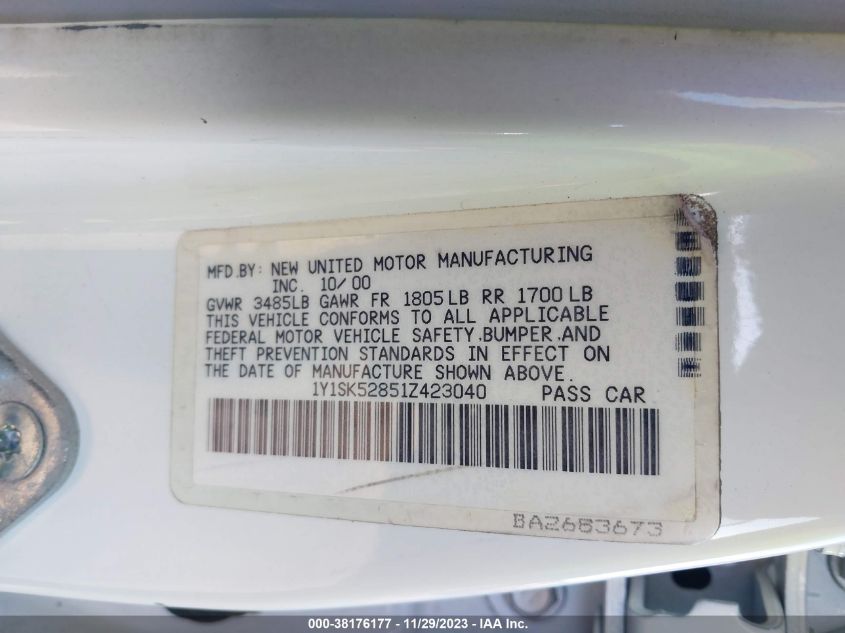 MFD.BY: NEW UNITED MOTOR MANUFACTURING
INC. 10/00
GVWR 3485LB GAWR FR 1805LB RR 1700LB
THIS VEHICLE CONFORMS TO ALL APPLICABLE
FEDERAL MOTOR VEHICLE SAFETY.BUMPER.AND
THEFT PREVENTION STANDARDS IN EFFECT ON
THE DATE OF MANUFACTURE SHOWN ABOVE.
1Y1SK52851Z423040 PASS CAR
BA2683673
000-38176177 - 11/29/2023 - IAA Inc.